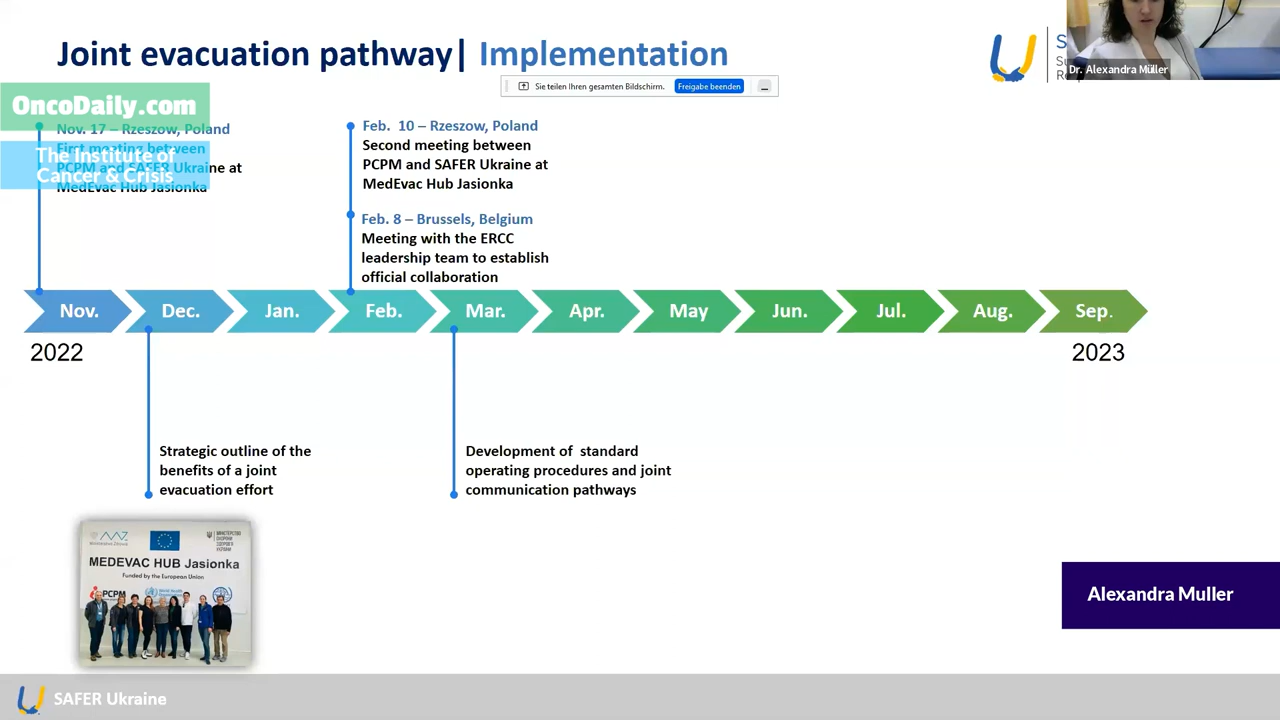 Joint evacuation pathway| Implementation
S
Su
Re
Dr. Alexandra Müller
Sie teilen Ihren gesamten Bildschirm.
Freigabe beenden
OncoDaily.com
The Institute of
Cancer & Crisis
Nov. 17 – Rzeszow, Poland
First meeting between
PCPM and SAFER Ukraine at
MedEvac Hub Jasionka
Feb. 10 – Rzeszow, Poland
Second meeting between
PCPM and SAFER Ukraine at
MedEvac Hub Jasionka
Feb. 8 – Brussels, Belgium
Meeting with the ERCC
leadership team to establish
official collaboration
Nov. Dec. Jan. Feb. Mar. Apr. May Jun. Jul. Aug. Sep.
2022
2023
Strategic outline of the
benefits of a joint
evacuation effort
Development of standard
operating procedures and joint
communication pathways
MEDEVAC HUB Jasionka
Funded by the European Union
PCPM
Alexandra Muller
SAFER Ukraine